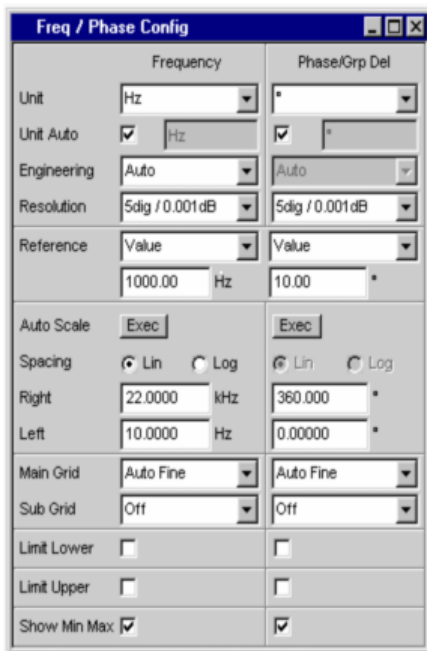 Freq / Phase Config
Frequency Phase/Grp Del
Unit Hz °
Unit Auto Hz °
Engineering Auto Auto
Resolution 5dig / 0.001dB 5dig / 0.001dB
Reference Value Value
1000.00 Hz 10.00 °
Auto Scale Exec Exec
Spacing Lin Log Lin Log
Right 22.0000 kHz 360.000 °
Left 10.0000 Hz 0.00000 °
Main Grid Auto Fine Auto Fine
Sub Grid Off Off
Limit Lower
Limit Upper
Show Min Max